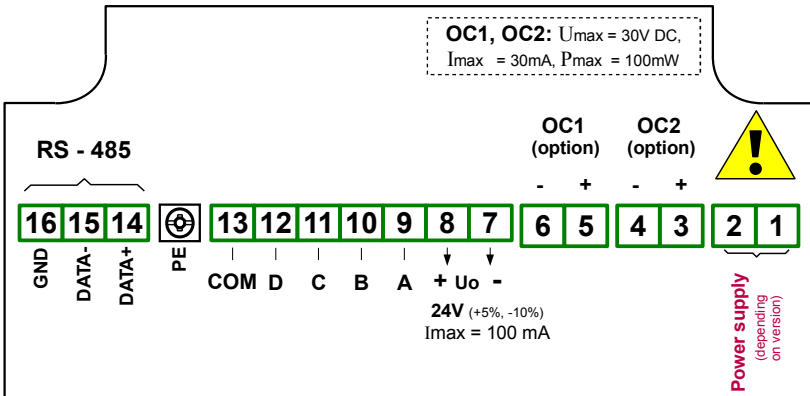 OC1, OC2: Umax = 30V DC,
Imax = 30mA, Pmax = 100mW
RS - 485
OC1
(option)
OC2
(option)
!
- +
- +
16 15 14
13 12 11 10 9 8 7
6 5
4 3
2 1
GND
DATA-
DATA+
PE
COM D C B A + Uo -
24V (+5%, -10%)
Imax = 100 mA
Power supply
(depending
on version)